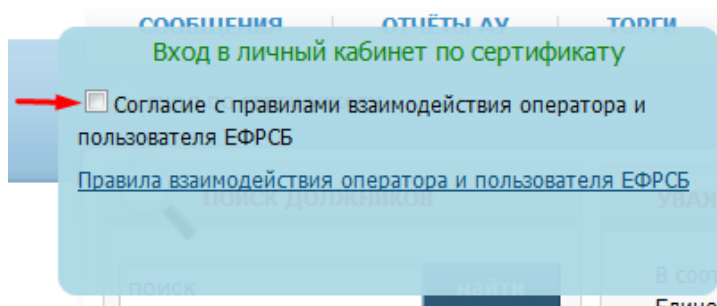 СООБЩЕНИЯ ОТЧЁТЫ АУ ТОРГИ
Вход в личный кабинет по сертификату
Согласие с правилами взаимодействия оператора и
пользователя ЕФРСБ
Правила взаимодействия оператора и пользователя ЕФРСБ
ПОИСК ДОЛЖНИКОВ
поиск НАЙТИ
В соот